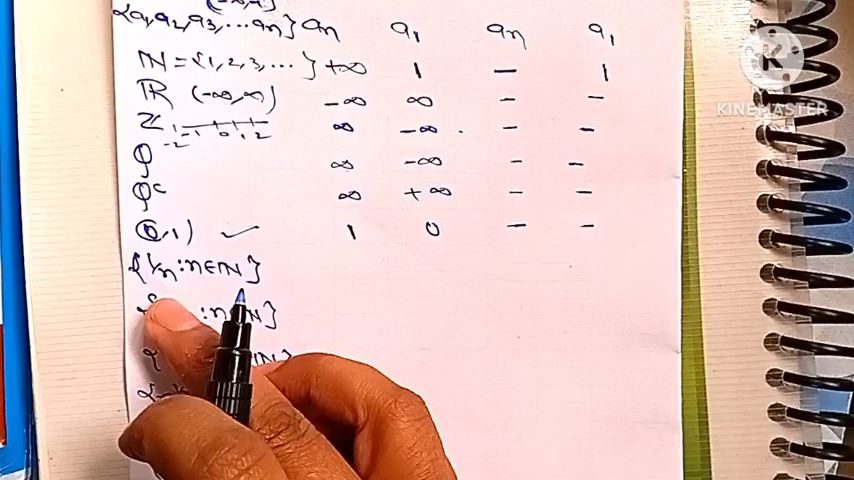 {a₁,a₂,a₃,...aₙ} aₙ a₁ aₙ a₁
ℕ = {1,2,3,...} +∞ 1 — 1
ℝ (-∞,∞) -∞ ∞ - -
ℤ -2 -1 0 1 2 ∞ -∞ - -
Q ∞ -∞ - -
Qᶜ ∞ +∞ - -
(0,1) ✓ 1 0 - -
{1/n : n∈ℕ}
: n ℕ}
{ ℕ}
KINEMASTER